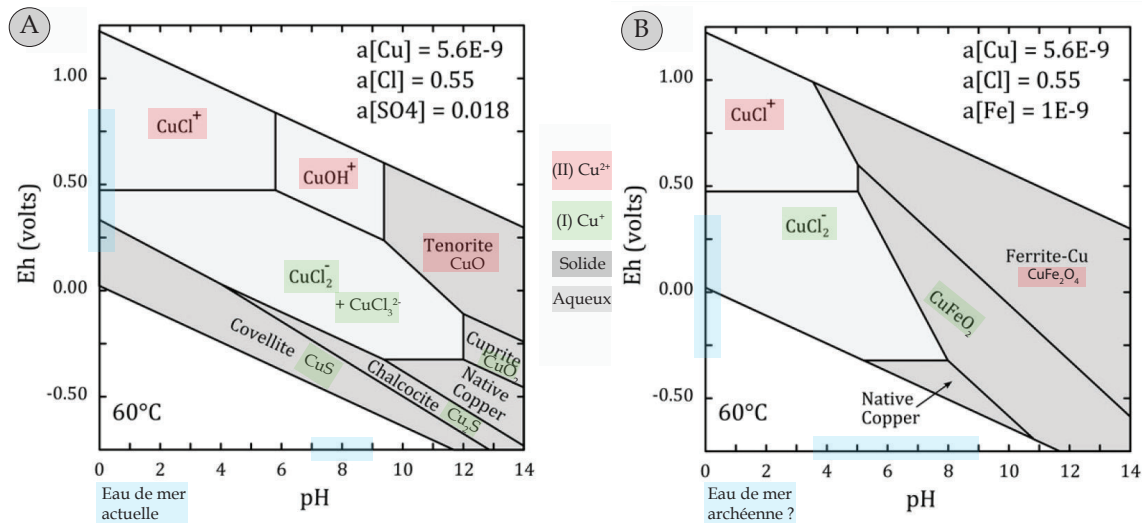 A
a[Cu] = 5.6E-9
a[Cl] = 0.55
a[SO4] = 0.018
CuCl+
CuOH+
Tenorite
CuO
CuCl2-
+ CuCl32-
Covellite
CuS
Chalcocite
Cu2S
Cuprite
CuO2
Native
Copper
60°C
Eh (volts)
1.00
0.50
0.00
-0.50
0 2 4 6 8 10 12 14
pH
Eau de mer
actuelle
(II) Cu2+
(I) Cu+
Solide
Aqueux
B
a[Cu] = 5.6E-9
a[Cl] = 0.55
a[Fe] = 1E-9
CuCl+
CuCl2-
Ferrite-Cu
CuFe2O4
CuFeO2
Native
Copper
60°C
Eh (volts)
1.00
0.50
0.00
-0.50
0 2 4 6 8 10 12 14
pH
Eau de mer
archéenne ?